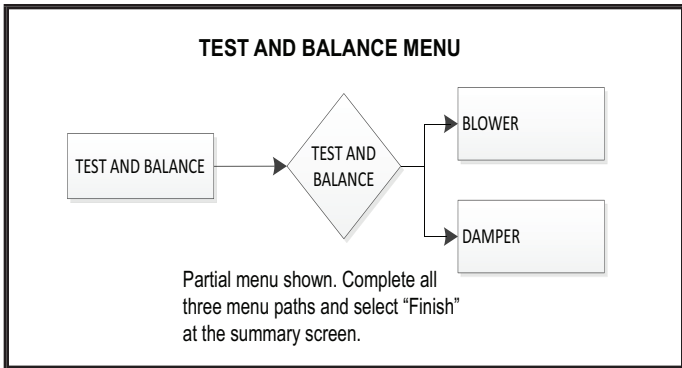 TEST AND BALANCE MENU
TEST AND BALANCE
TEST AND
BALANCE
BLOWER
DAMPER
Partial menu shown. Complete all
three menu paths and select “Finish”
at the summary screen.